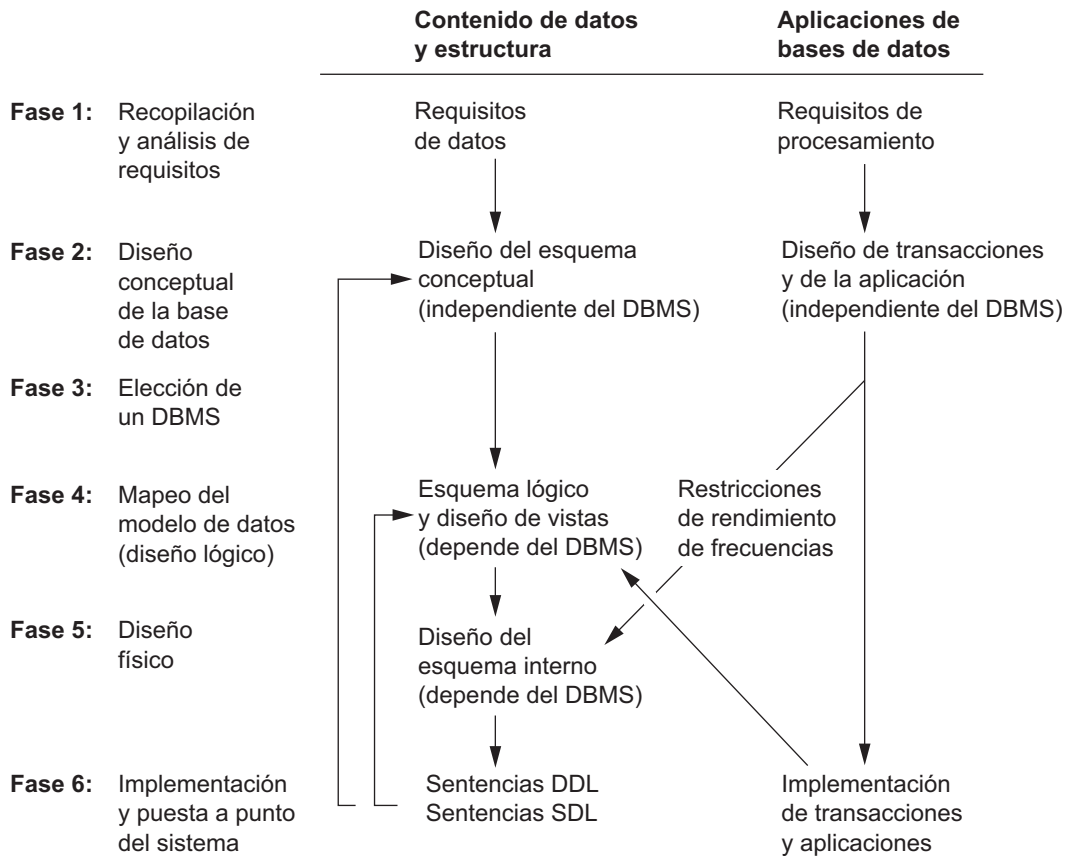 Contenido de datos
y estructura
Aplicaciones de
bases de datos
Fase 1: Recopilación
y análisis de
requisitos
Requisitos
de datos
Requisitos de
procesamiento
Fase 2: Diseño
conceptual
de la base
de datos
Diseño del esquema
conceptual
(independiente del DBMS)
Diseño de transacciones
y de la aplicación
(independiente del DBMS)
Fase 3: Elección de
un DBMS
Fase 4: Mapeo del
modelo de datos
(diseño lógico)
Esquema lógico
y diseño de vistas
(depende del DBMS)
Restricciones
de rendimiento
de frecuencias
Fase 5: Diseño
físico
Diseño del
esquema interno
(depende del DBMS)
Fase 6: Implementación
y puesta a punto
del sistema
Sentencias DDL
Sentencias SDL
Implementación
de transacciones
y aplicaciones